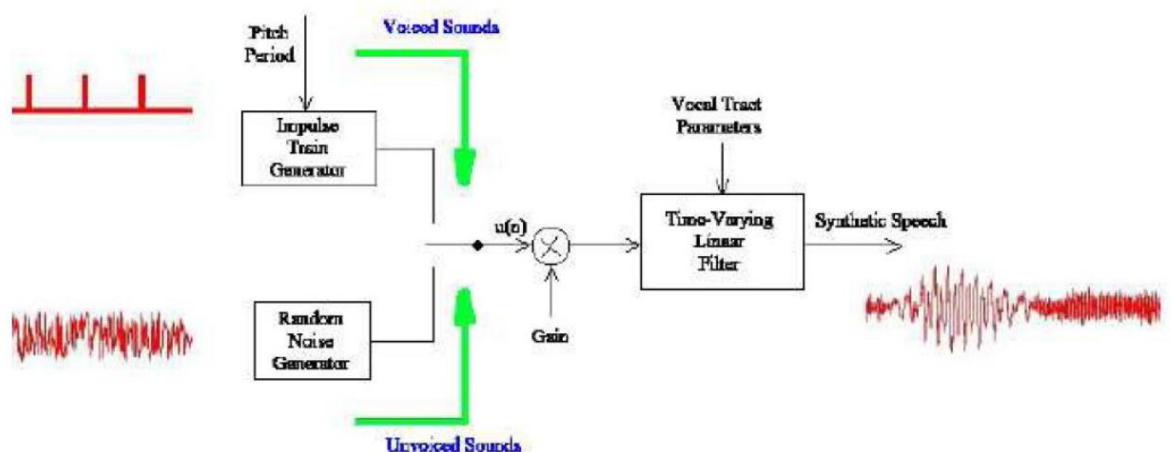 Pitch
Period
Voiced Sounds
Impulse
Train
Generator
Vocal Tract
Parameters
u(n)
Time-Varying
Linear
Filter
Synthetic Speech
Random
Noise
Generator
Gain
Unvoiced Sounds